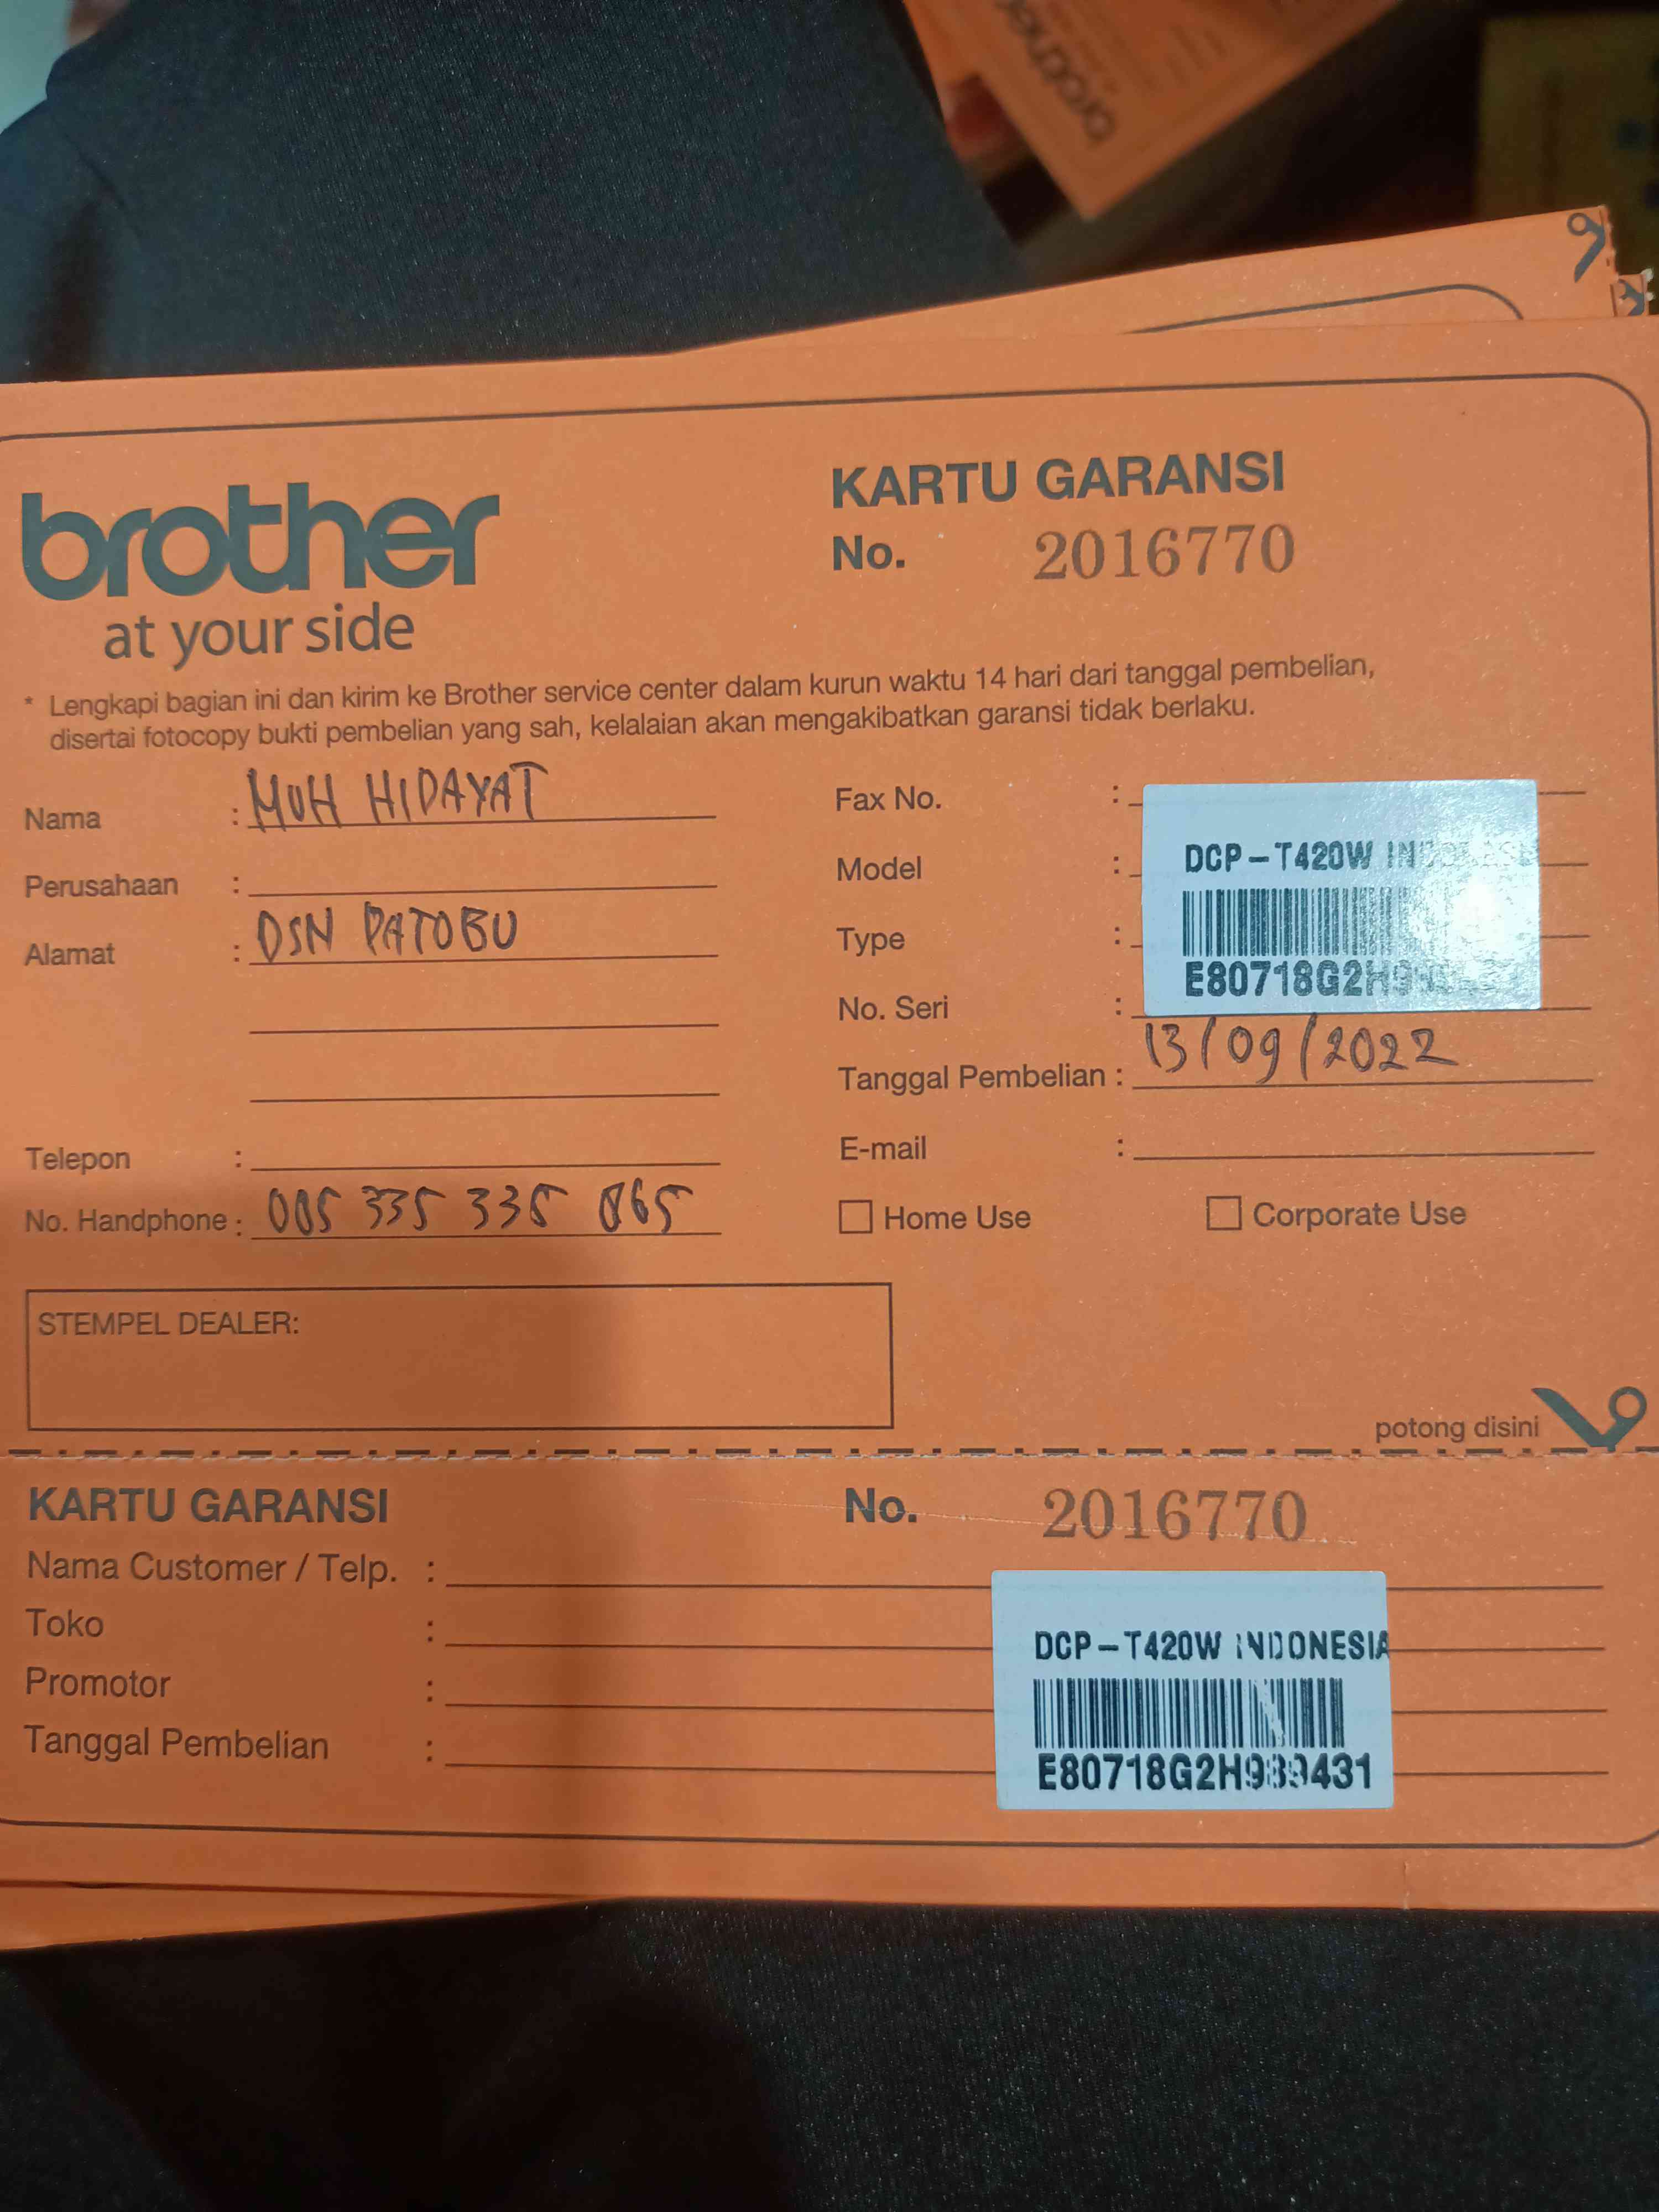 brother
brother
at your side
KARTU GARANSI
No. 2016770
* Lengkapi bagian ini dan kirim ke Brother service center dalam kurun waktu 14 hari dari tanggal pembelian,
disertai fotocopy bukti pembelian yang sah, kelalaian akan mengakibatkan garansi tidak berlaku.
Nama : MUH HIDAYAT
Perusahaan :
Alamat : DSN PATOBU
Telepon :
No. Handphone : 335 335 065
Fax No. :
Model :
Type :
No. Seri :
DCP-T420W
Tanggal Pembelian : 13/09/2022
E-mail :
Home Use
Corporate Use
STEMPEL DEALER:
potong disini
KARTU GARANSI
No. 2016770
Nama Customer / Telp. :
Toko :
Promotor :
Tanggal Pembelian :
DCP-T420W INDONESIA